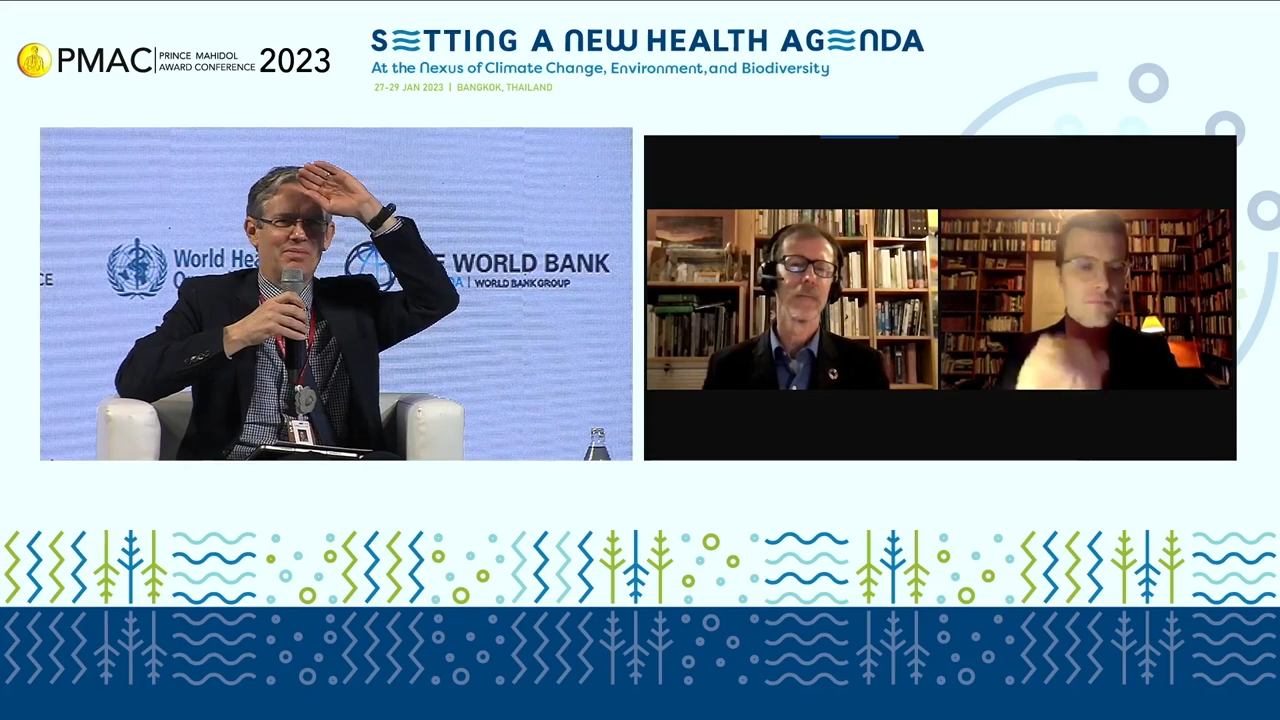 PMAC
PRINCE MAHIDOL
AWARD CONFERENCE
2023
SETTING A NEW HEALTH AGENDA
At the Nexus of Climate Change, Environment, and Biodiversity
27-29 JAN 2023 | BANGKOK, THAILAND
World
WORLD BANK
WORLD BANK GROUP